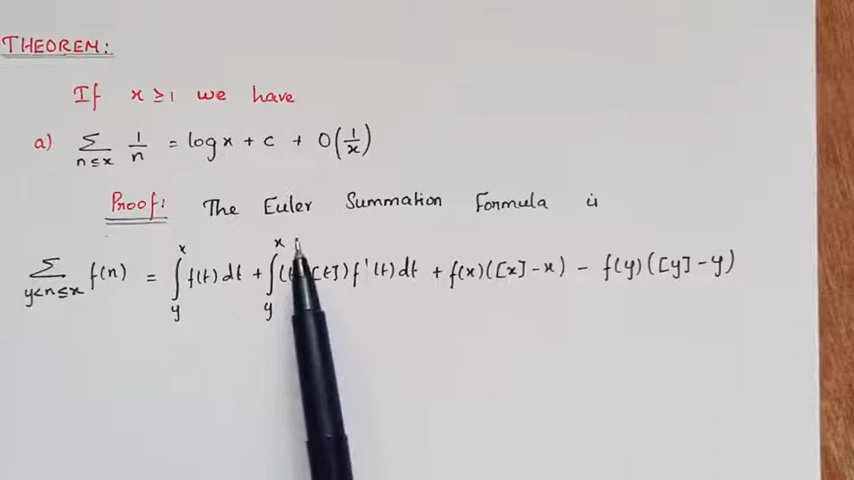 THEOREM:
If x ≥ 1 we have
a) Σ_{n≤x} 1/n = log x + c + O(1/x)
Proof: The Euler Summation Formula is
Σ_{y<n≤x} f(n) = ∫_y^x f(t) dt + ∫_y^x ( [t]) f'(t) dt + f(x)([x] - x) - f(y)([y] - y)